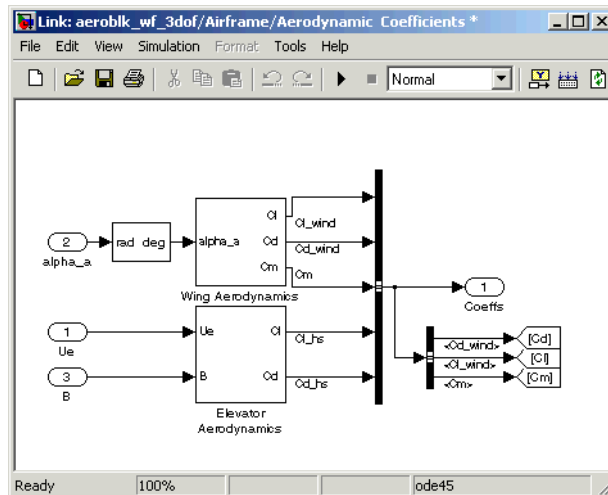 Link: aeroblk_wf_3dof/Airframe/Aerodynamic Coefficients *
File Edit View Simulation Format Tools Help
Normal
2
alpha_a
rad deg
alpha_a
Cl
Cd
Cm
Wing Aerodynamics
Cl_wind
Cd_wind
Cm
1
Ue
3
B
Ue
B
Cl
Cd
Elevator
Aerodynamics
Cl_hs
Cd_hs
1
Coeffs
<Cd_wind>
<Cl_wind>
<Cm>
[Cd]
[Cl]
[Cm]
Ready 100% ode45